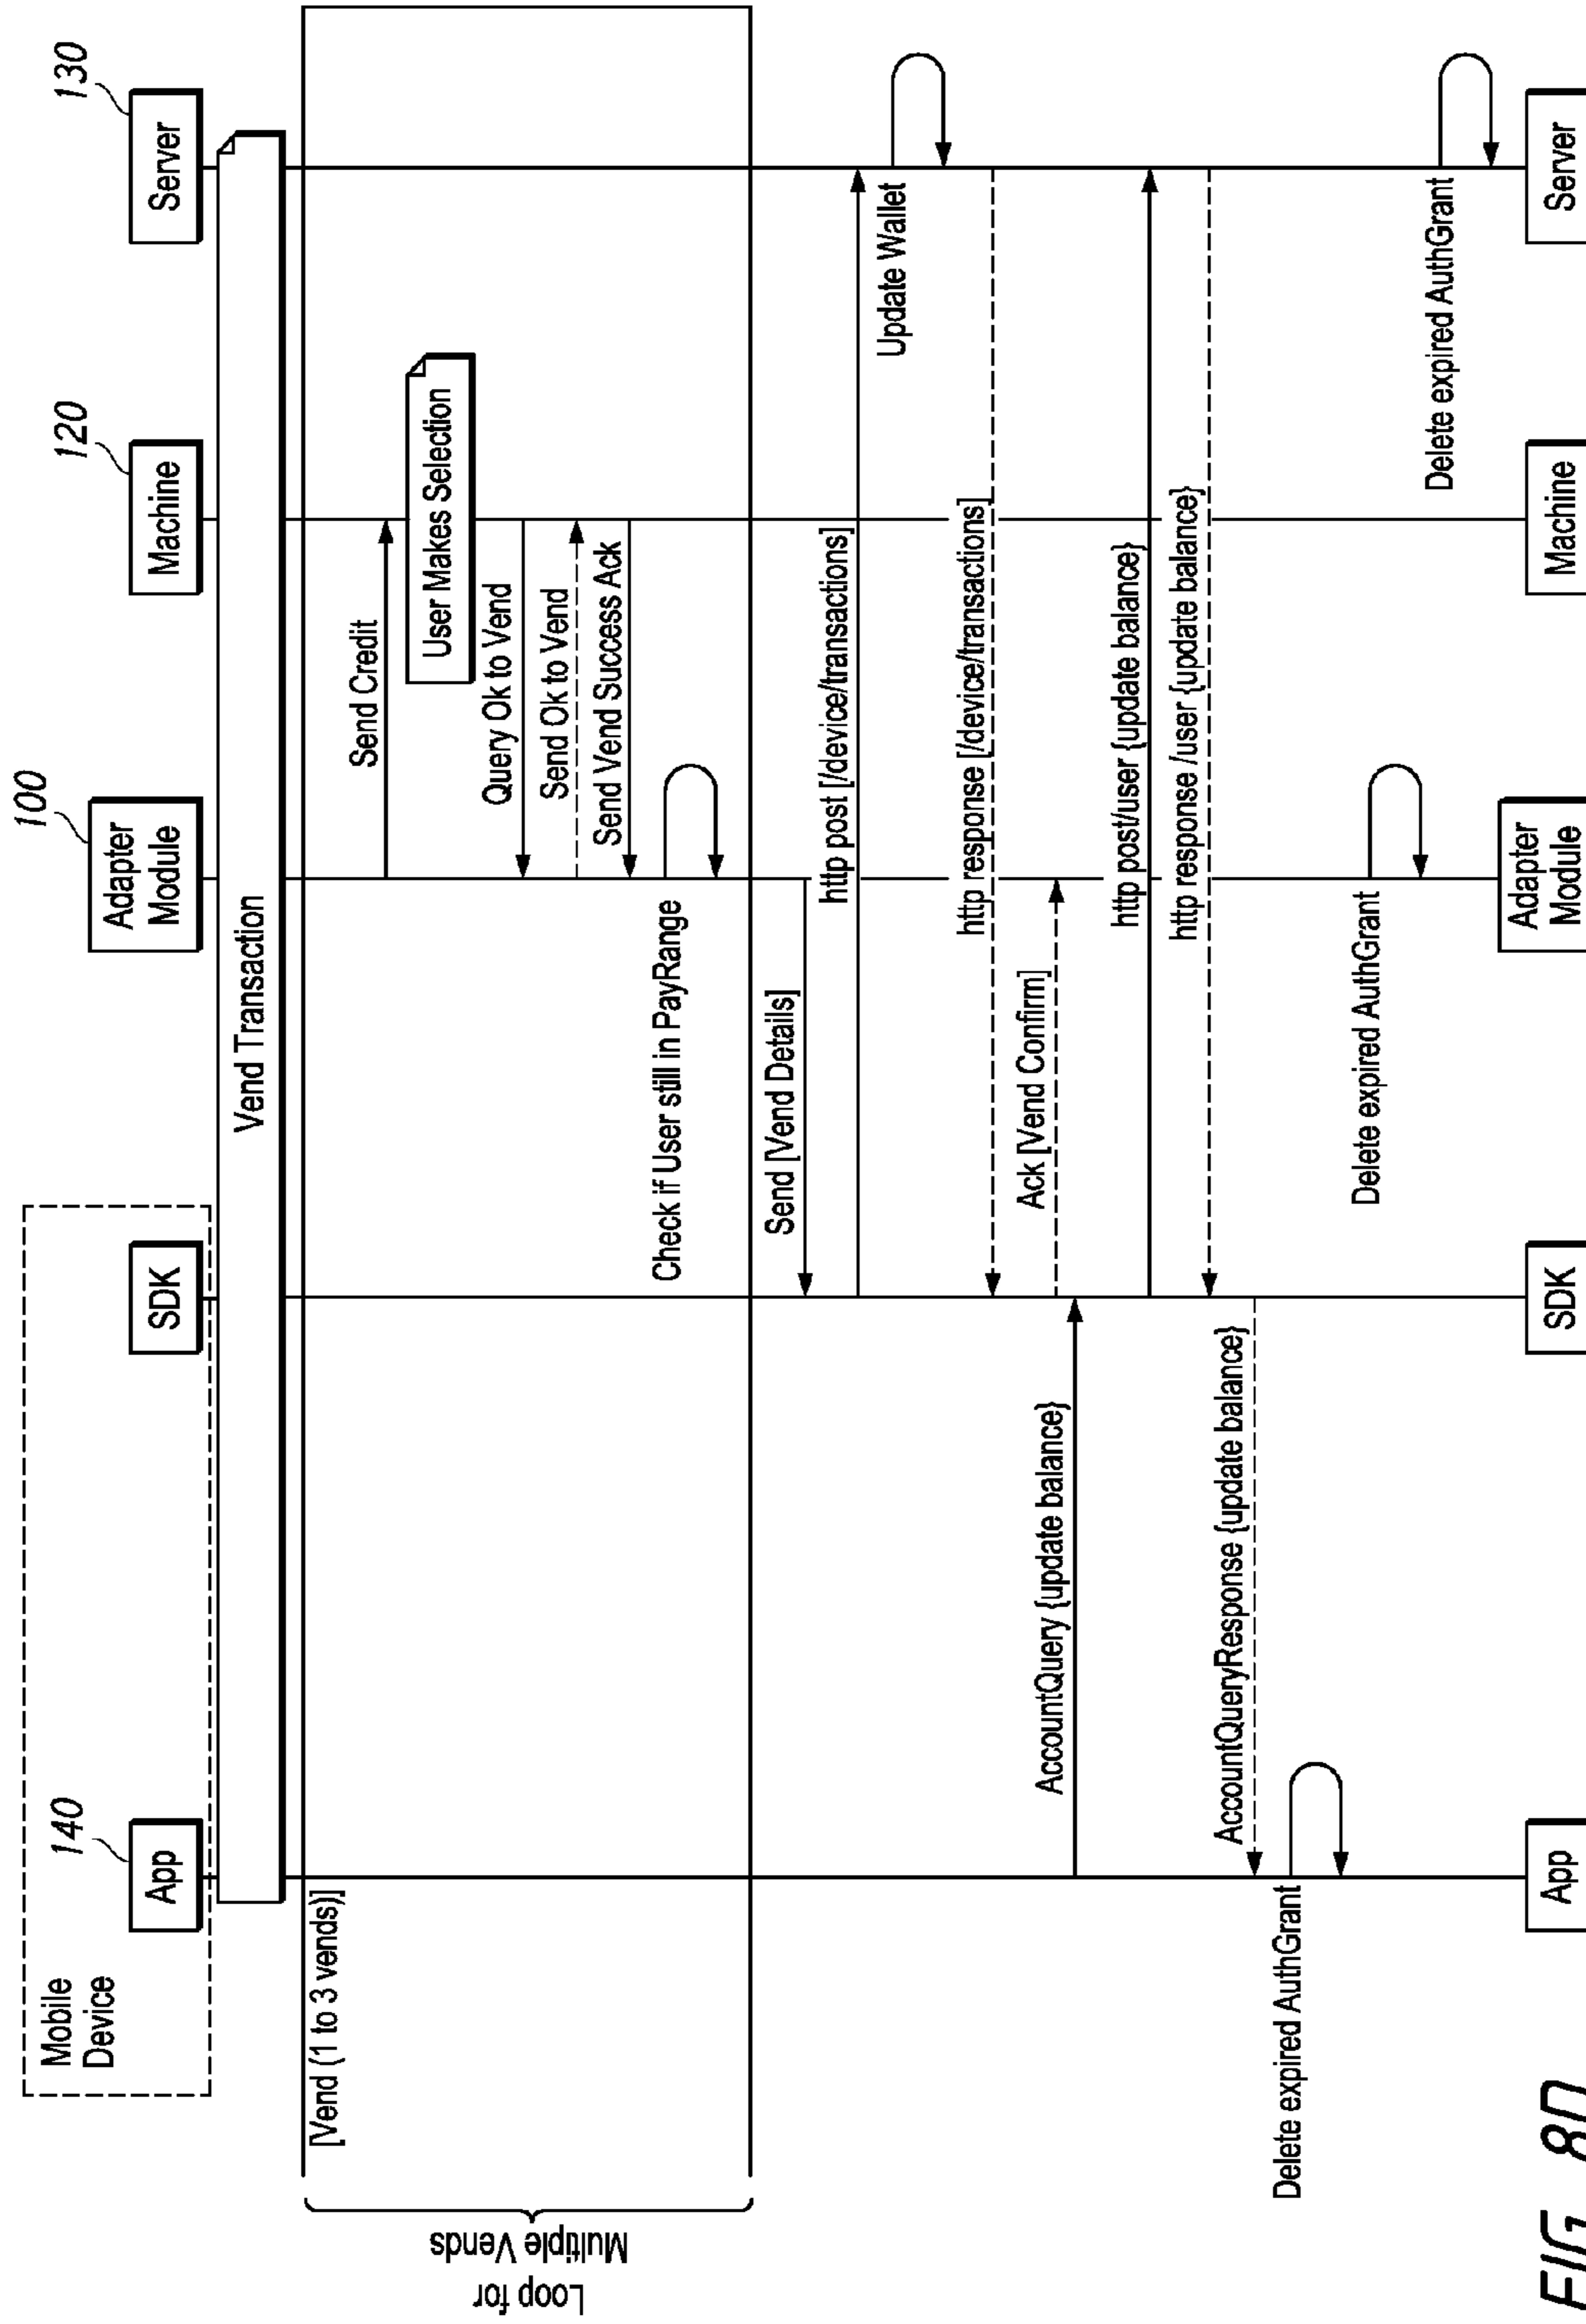 Mobile
Device
140
100
120
130
App
SDK
Adapter
Module
Machine
Server
Vend Transaction
[Vend (1 to 3 vends)]
Loop for
Multiple Vends
Send Credit
User Makes Selection
Query Ok to Vend
Send Ok to Vend
Send Vend Success Ack
Check if User still in PayRange
Send [Vend Details]
http post [/device/transactions]
Update Wallet
http response [/device/transactions]
Ack [Vend Confirm]
AccountQuery {update balance}
http post/user {update balance}
http response /user {update balance}
AccountQueryResponse {update balance}
Delete expired AuthGrant
Delete expired AuthGrant
Delete expired AuthGrant
App
SDK
Adapter
Module
Machine
Server
FIG. 8D